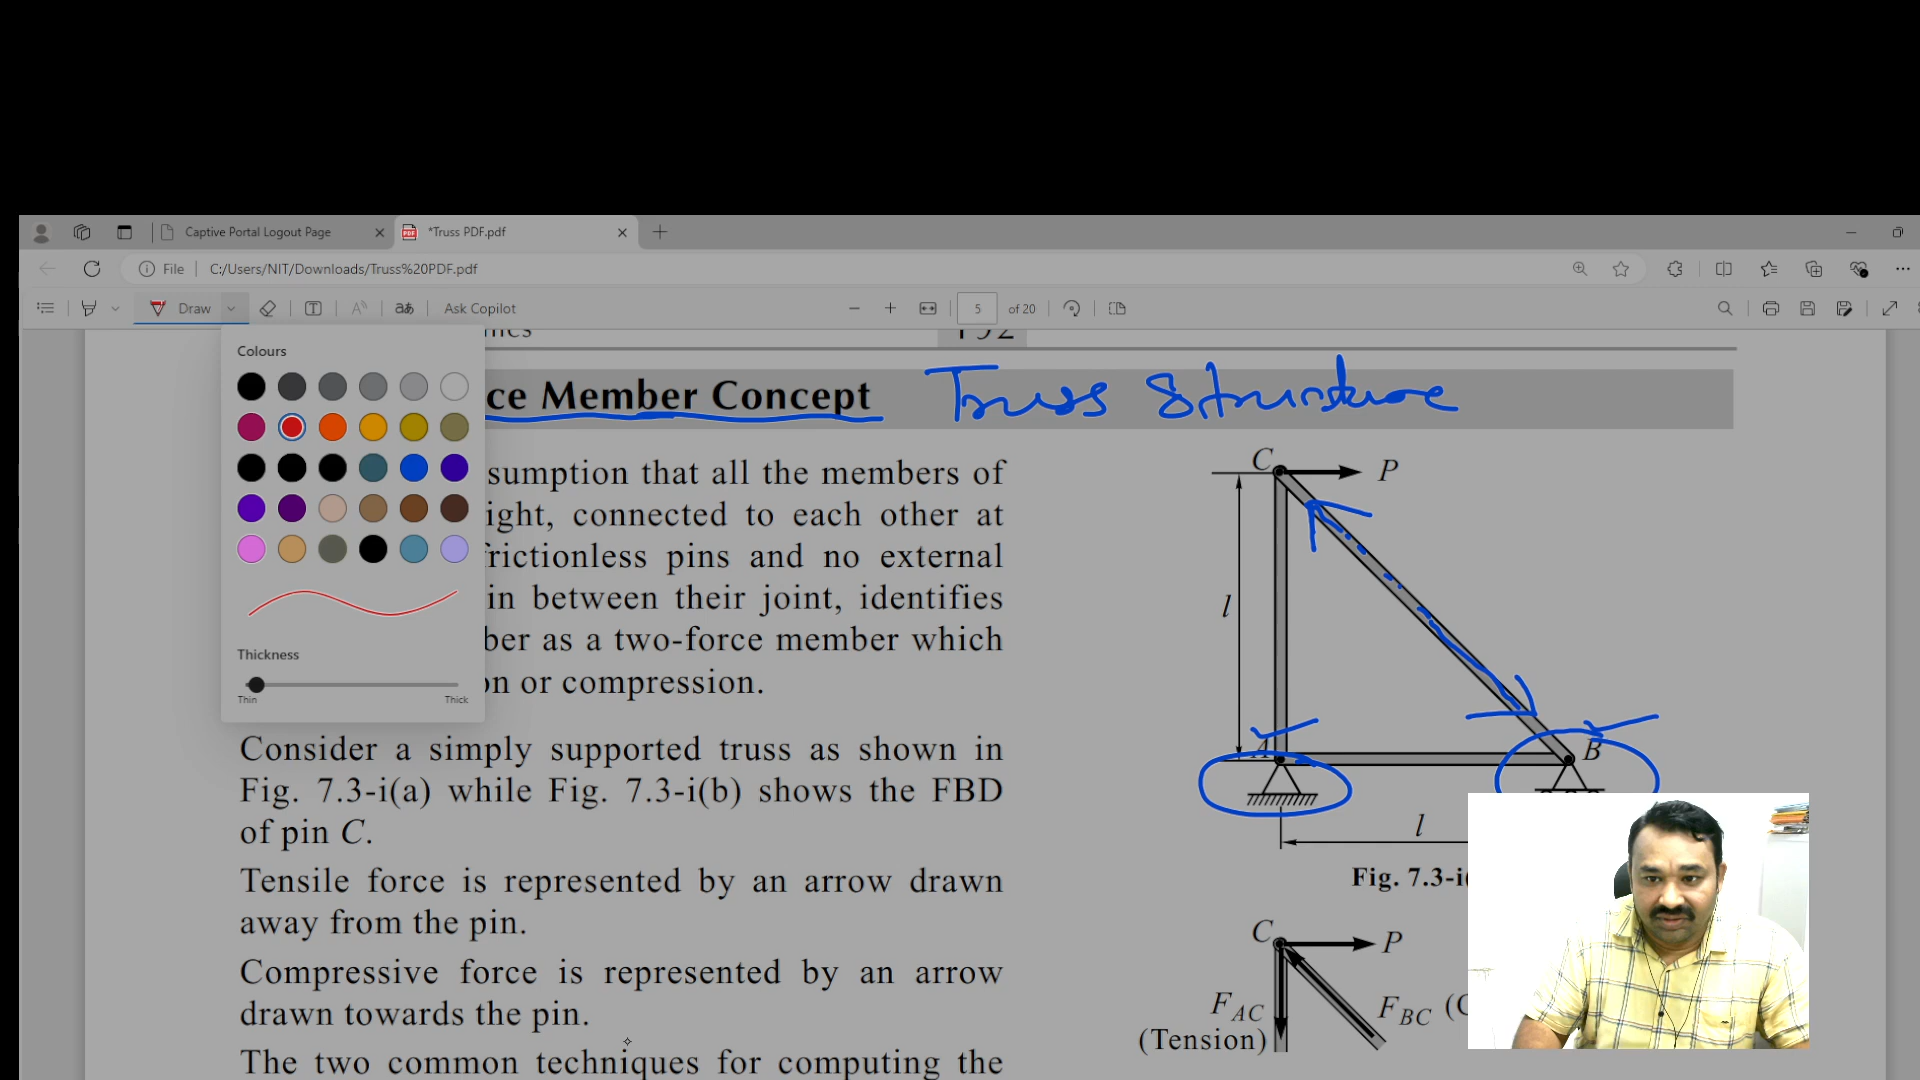 Captive Portal Logout Page
*Truss PDF.pdf
File C:/Users/NIT/Downloads/Truss%20PDF.pdf
Draw Ask Copilot 5 of 20
Colours
Thickness
Thin Thick
ce Member Concept Truss Structure
sumption that all the members of
ight, connected to each other at
frictionless pins and no external
in between their joint, identifies
ber as a two-force member which
on or compression.
Consider a simply supported truss as shown in
Fig. 7.3-i(a) while Fig. 7.3-i(b) shows the FBD
of pin C.
Tensile force is represented by an arrow drawn
away from the pin.
Compressive force is represented by an arrow
drawn towards the pin.
The two common techniques for computing the
C P
l
A B
l
Fig. 7.3-i(
C P
F_AC F_BC (C
(Tension)